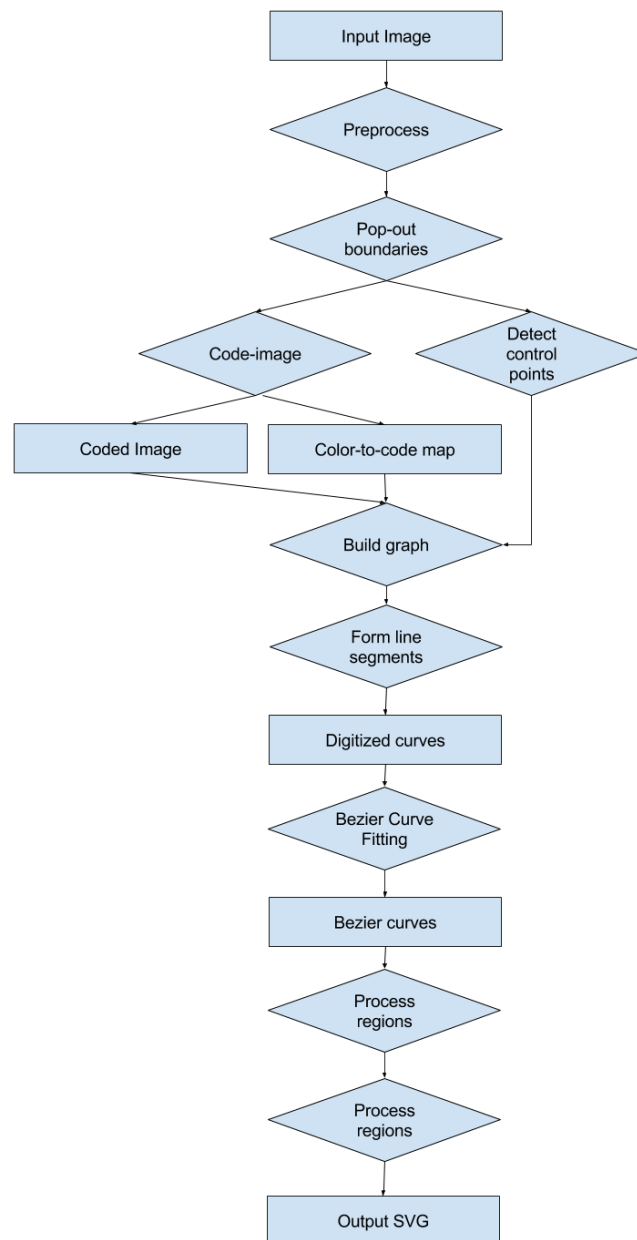 Input Image
Preprocess
Pop-out
boundaries
Code-image
Detect
control
points
Coded Image
Color-to-code map
Build graph
Form line
segments
Digitized curves
Bezier Curve
Fitting
Bezier curves
Process
regions
Process
regions
Output SVG